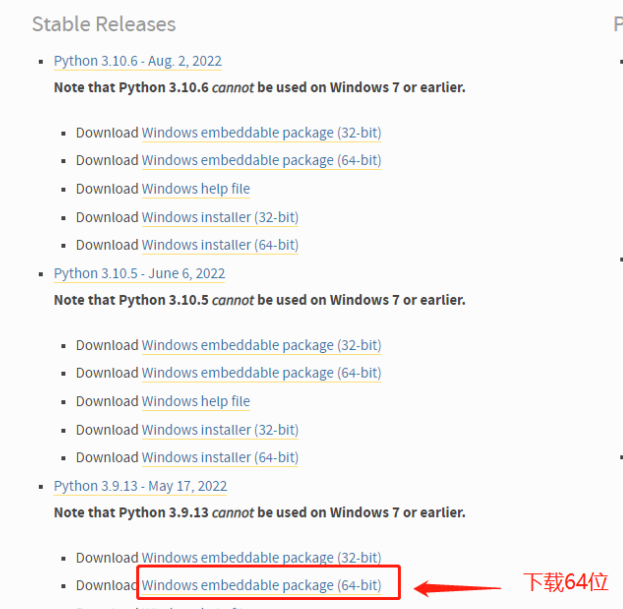 Stable Releases
Python 3.10.6 - Aug. 2, 2022
Note that Python 3.10.6 cannot be used on Windows 7 or earlier.
Download Windows embeddable package (32-bit)
Download Windows embeddable package (64-bit)
Download Windows help file
Download Windows installer (32-bit)
Download Windows installer (64-bit)
Python 3.10.5 - June 6, 2022
Note that Python 3.10.5 cannot be used on Windows 7 or earlier.
Download Windows embeddable package (32-bit)
Download Windows embeddable package (64-bit)
Download Windows help file
Download Windows installer (32-bit)
Download Windows installer (64-bit)
Python 3.9.13 - May 17, 2022
Note that Python 3.9.13 cannot be used on Windows 7 or earlier.
Download Windows embeddable package (32-bit)
Download Windows embeddable package (64-bit) 下载64位